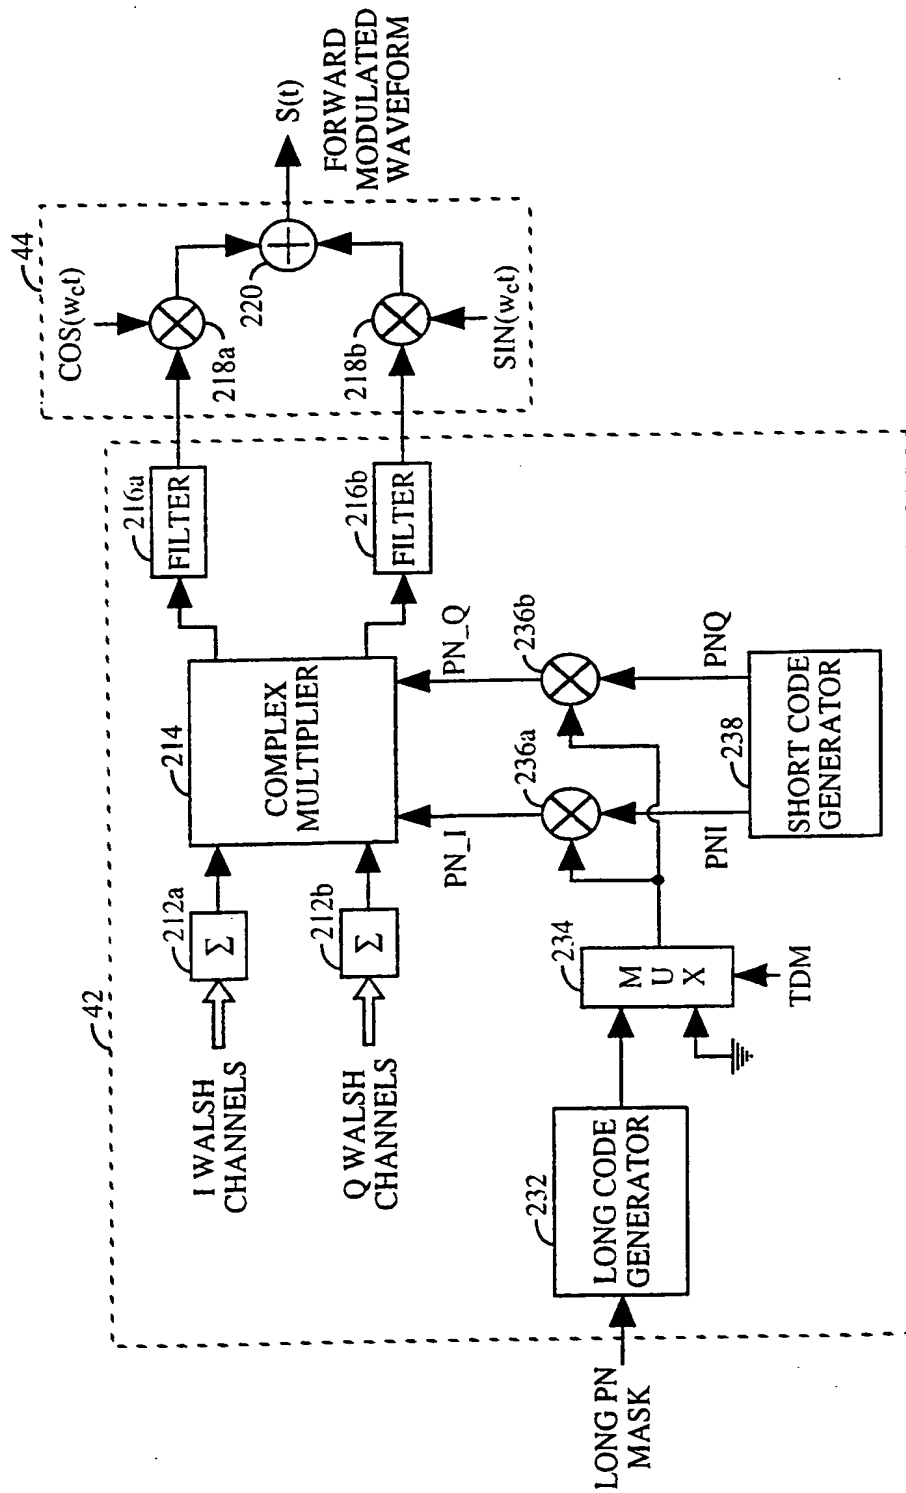 42
44
I WALSH
CHANNELS
212a
Σ
Q WALSH
CHANNELS
212b
Σ
214
COMPLEX
MULTIPLIER
216a
FILTER
216b
FILTER
COS(wct)
218a
218b
SIN(wct)
220
S(t)
FORWARD
MODULATED
WAVEFORM
PN_I
PN_Q
236a
236b
PNI
PNQ
LONG PN
MASK
232
LONG CODE
GENERATOR
234
M
U
X
TDM
238
SHORT CODE
GENERATOR